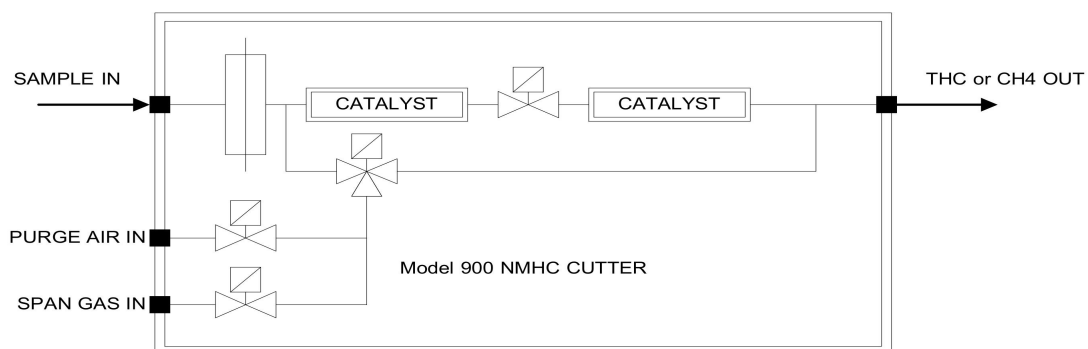 SAMPLE IN
THC or CH4 OUT
CATALYST
CATALYST
PURGE AIR IN
Model 900 NMHC CUTTER
SPAN GAS IN